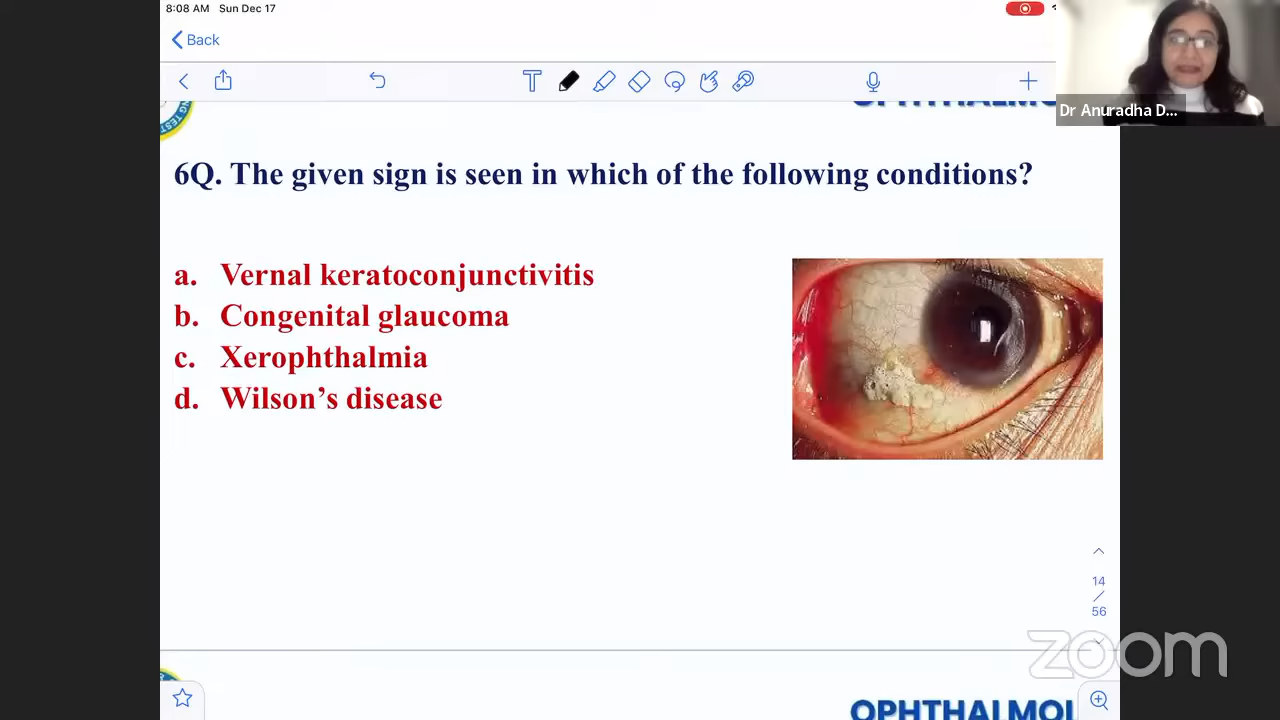 8:08 AM Sun Dec 17
Back
Dr Anuradha D...
6Q. The given sign is seen in which of the following conditions?
a. Vernal keratoconjunctivitis
b. Congenital glaucoma
c. Xerophthalmia
d. Wilson’s disease
14
/
56
zoom
OPHTHALMOL